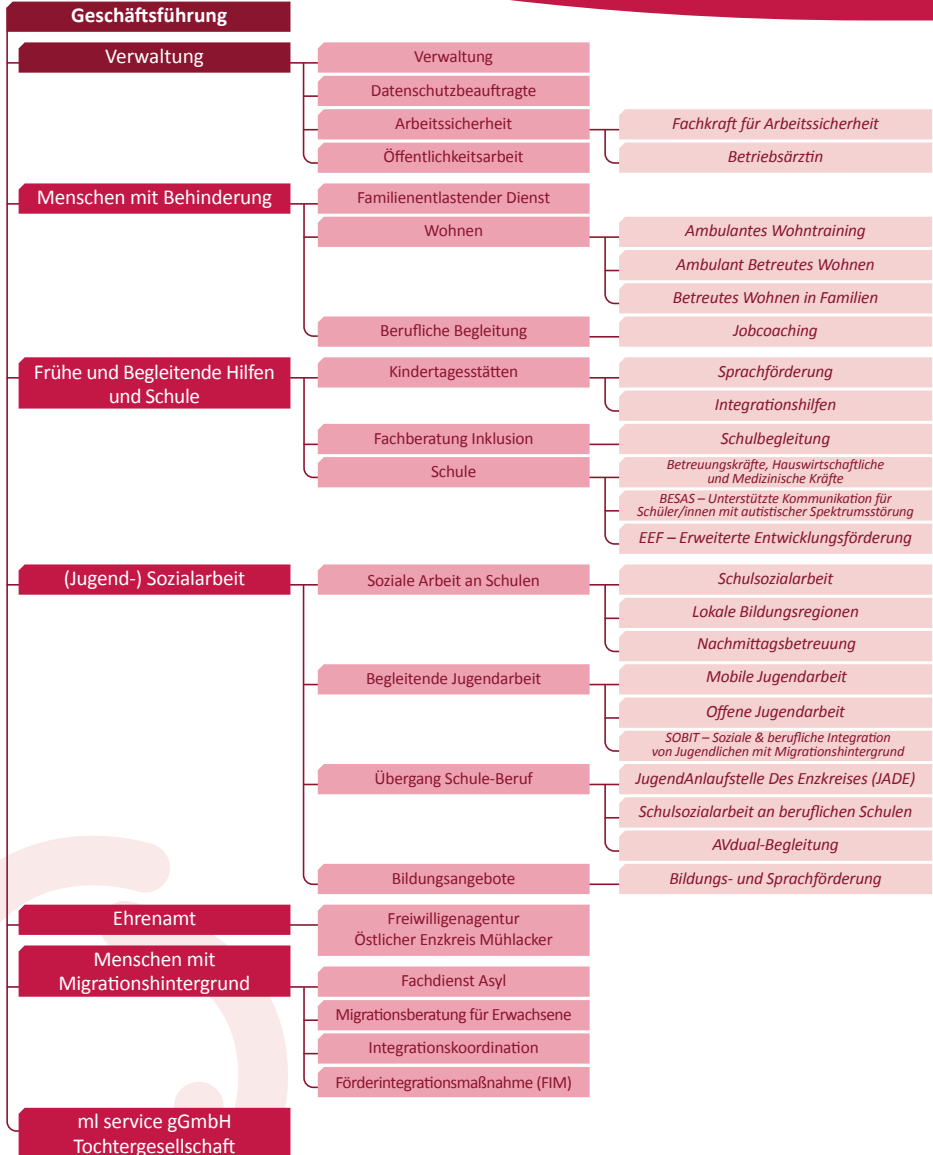 Geschäftsführung
Verwaltung
Verwaltung
Datenschutzbeauftragte
Arbeitssicherheit
Fachkraft für Arbeitssicherheit
Betriebsärztin
Öffentlichkeitsarbeit
Menschen mit Behinderung
Familienentlastender Dienst
Wohnen
Ambulantes Wohntraining
Ambulant Betreutes Wohnen
Betreutes Wohnen in Familien
Berufliche Begleitung
Jobcoaching
Frühe und Begleitende Hilfen
und Schule
Kindertagesstätten
Sprachförderung
Integrationshilfen
Fachberatung Inklusion
Schulbegleitung
Schule
Betreuungskräfte, Hauswirtschaftliche
und Medizinische Kräfte
BESAS – Unterstützte Kommunikation für
Schüler/innen mit autistischer Spektrumsstörung
EEF – Erweiterte Entwicklungsförderung
(Jugend-) Sozialarbeit
Soziale Arbeit an Schulen
Schulsozialarbeit
Lokale Bildungsregionen
Nachmittagsbetreuung
Begleitende Jugendarbeit
Mobile Jugendarbeit
Offene Jugendarbeit
SOBIT – Soziale & berufliche Integration
von Jugendlichen mit Migrationshintergrund
Übergang Schule-Beruf
JugendAnlaufstelle Des Enzkreises (JADE)
Schulsozialarbeit an beruflichen Schulen
AVdual-Begleitung
Bildungsangebote
Bildungs- und Sprachförderung
Ehrenamt
Freiwilligenagentur
Östlicher Enzkreis Mühlacker
Menschen mit
Migrationshintergrund
Fachdienst Asyl
Migrationsberatung für Erwachsene
Integrationskoordination
Förderintegrationsmaßnahme (FIM)
ml service gGmbH
Tochtergesellschaft